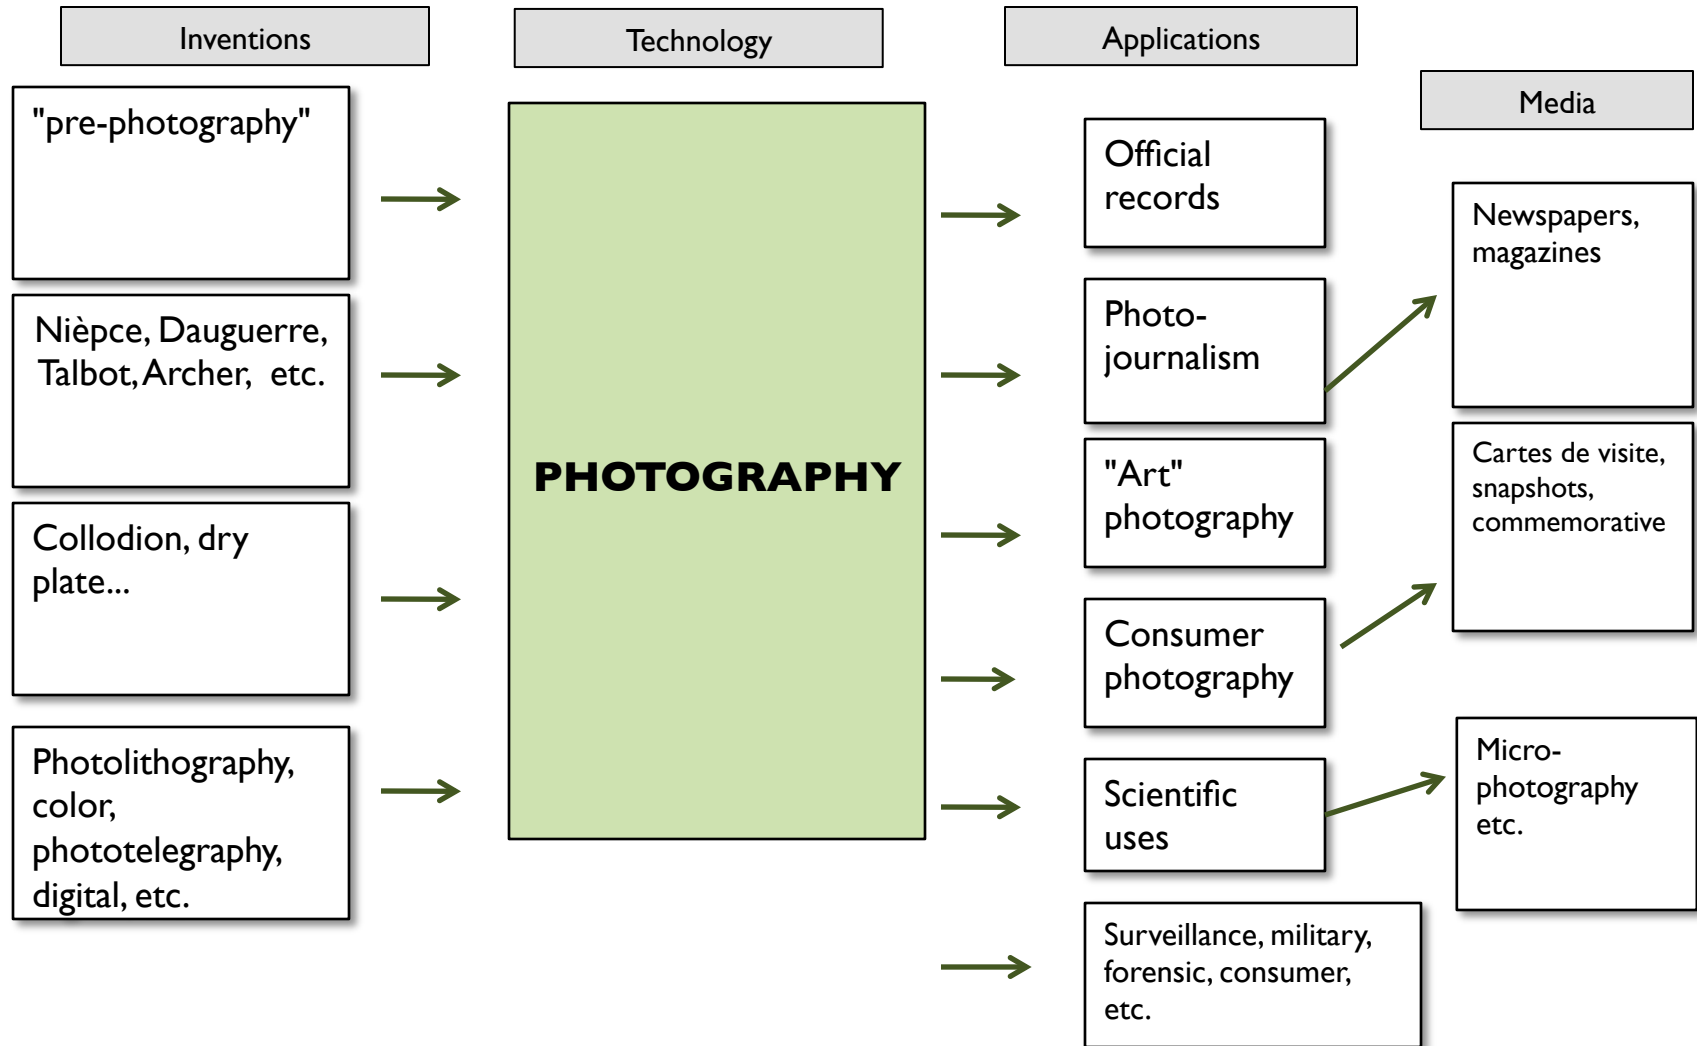 Inventions
Technology
Applications
Media
"pre-photography"
Nièpce, Dauguerre,
Talbot, Archer, etc.
Collodion, dry
plate...
Photolithography,
color,
phototelegraphy,
digital, etc.
PHOTOGRAPHY
Official
records
Photo-
journalism
"Art"
photography
Consumer
photography
Scientific
uses
Surveillance, military,
forensic, consumer,
etc.
Newspapers,
magazines
Cartes de visite,
snapshots,
commemorative
Micro-
photography
etc.